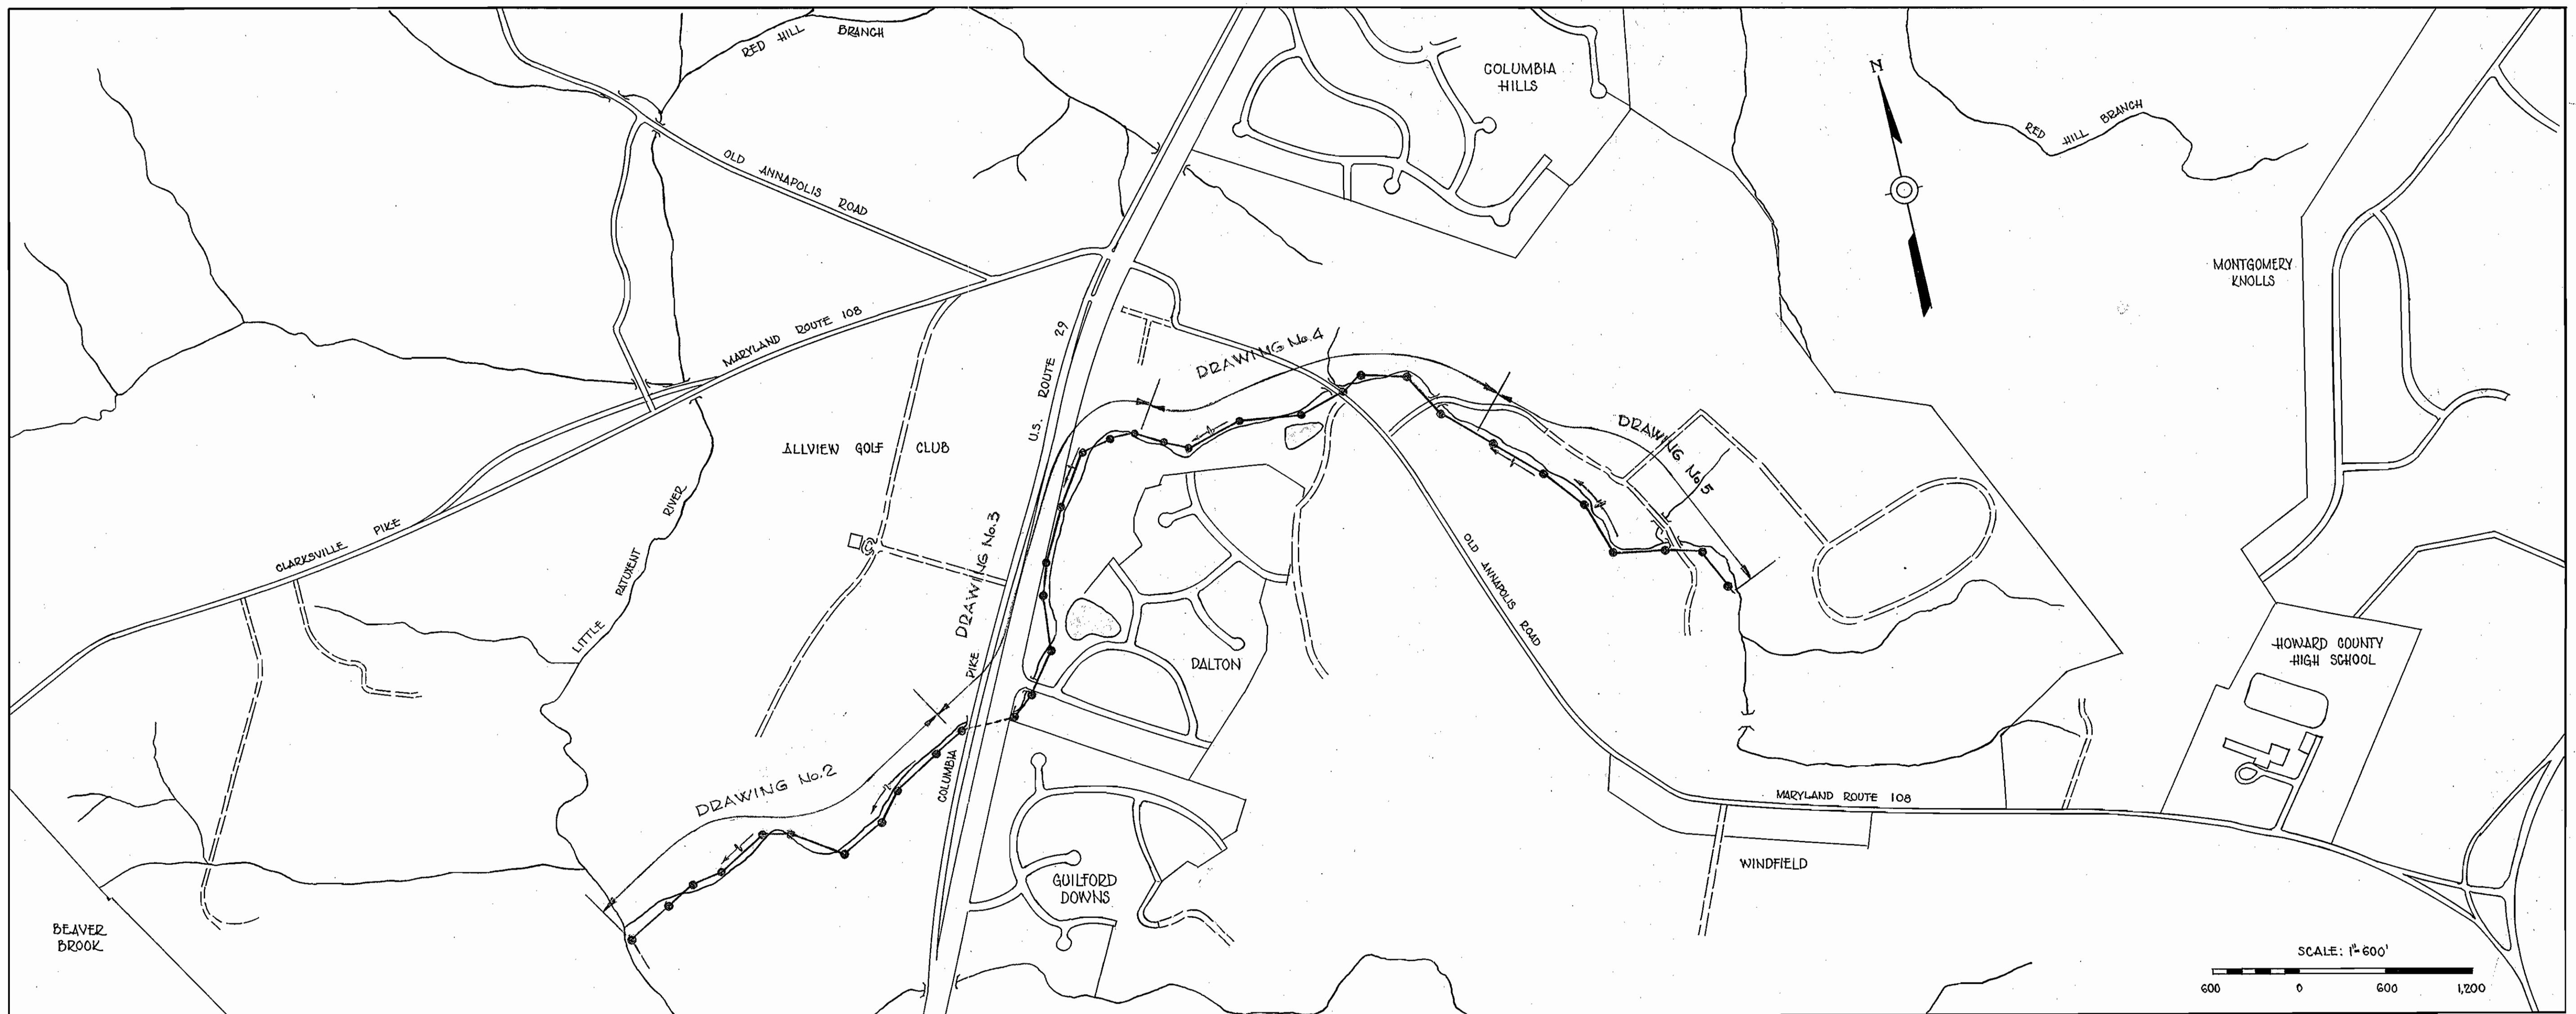 RED HILL BRANCH
COLUMBIA
HILLS
N
RED HILL BRANCH
OLD ANNAPOLIS ROAD
MONTGOMERY
KNOLLS
MARYLAND ROUTE 108
U.S. ROUTE 29
DRAWING No.4
DRAWING No.5
ALLVIEW GOLF CLUB
CLARKSVILLE PIKE
LITTLE PATUXENT RIVER
DRAWING No.3
OLD ANNAPOLIS ROAD
HOWARD COUNTY
HIGH SCHOOL
DALTON
COLUMBIA PIKE
DRAWING No.2
MARYLAND ROUTE 108
WINDFIELD
GUILFORD
DOWNS
BEAVER
BROOK
SCALE: 1"=600'
600 0 600 1,200